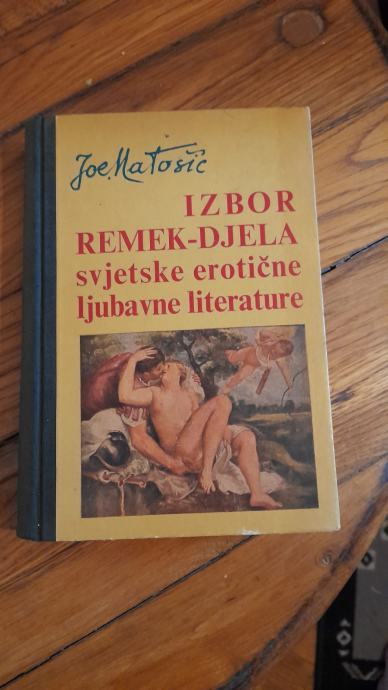 Joe Matošić
IZBOR
REMEK-DJELA
svjetske erotične
ljubavne literature